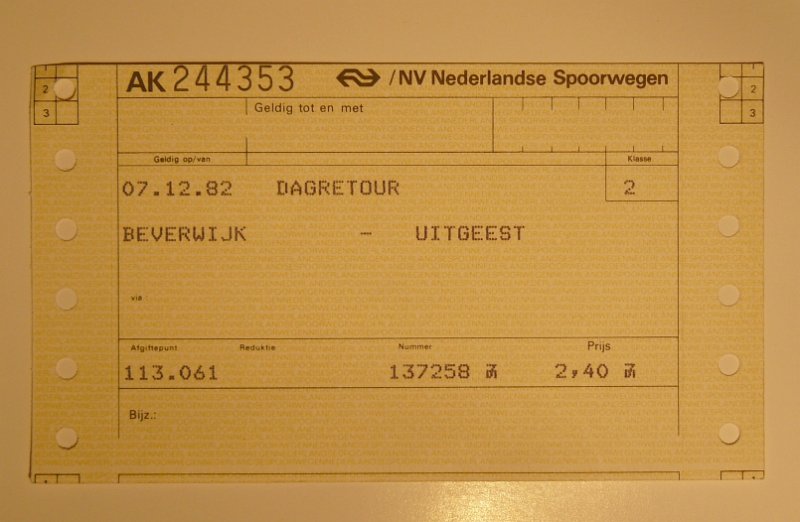 AK 244353 /NV Nederlandse Spoorwegen
2 2
3 3
Geldig tot en met
Geldig op/van Klasse
07.12.82 DAGRETOUR 2
BEVERWIJK - UITGEEST
via
Afgiftepunt Reduktie Nummer Prijs
113.061 137258 2,40
Bijz.: